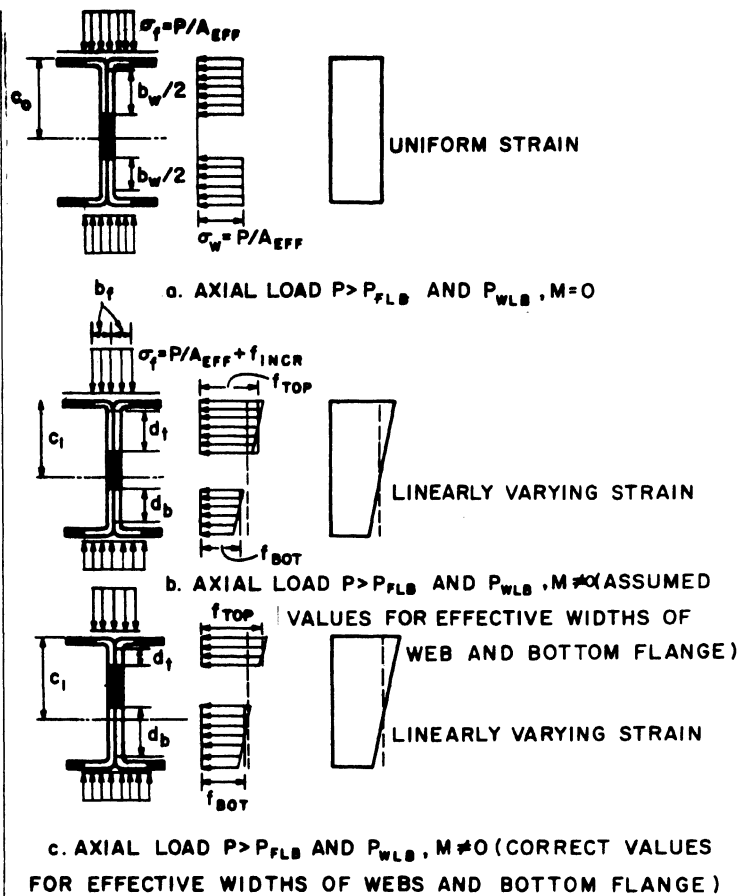 σf=P/AEFF
c0
bw/2
bw/2
UNIFORM STRAIN
σw=P/AEFF
a. AXIAL LOAD P>PFLB AND PWLB, M=0
bf
σf=P/AEFF+fINCR
fTOP
c1
dt
db
LINEARLY VARYING STRAIN
fBOT
b. AXIAL LOAD P>PFLB AND PWLB, M≠0(ASSUMED
VALUES FOR EFFECTIVE WIDTHS OF
WEB AND BOTTOM FLANGE)
fTOP
c1
dt
db
LINEARLY VARYING STRAIN
fBOT
c. AXIAL LOAD P>PFLB AND PWLB, M≠0 (CORRECT VALUES
FOR EFFECTIVE WIDTHS OF WEBS AND BOTTOM FLANGE)